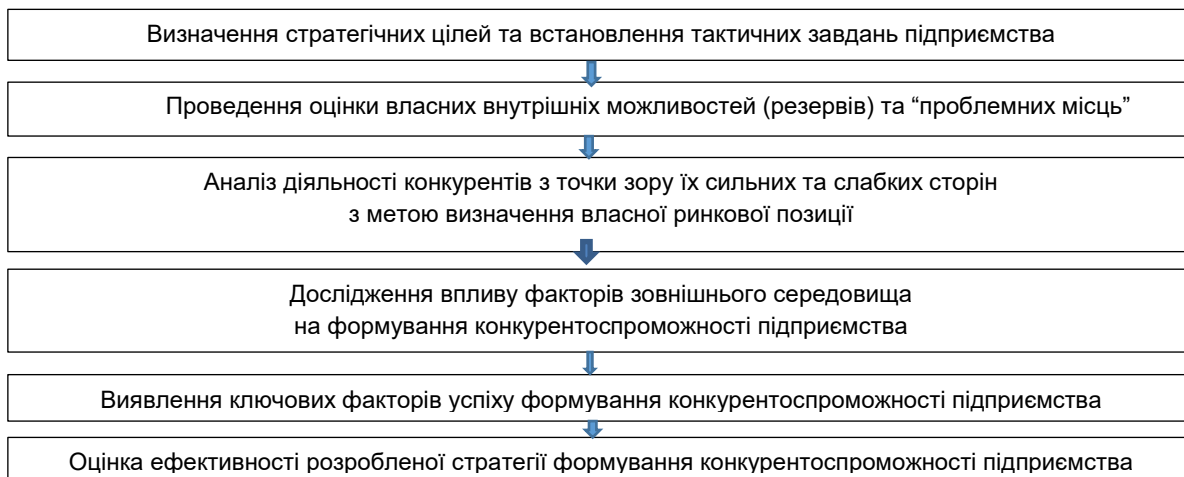 Визначення стратегічних цілей та встановлення тактичних завдань підприємства
Проведення оцінки власних внутрішніх можливостей (резервів) та “проблемних місць”
Аналіз діяльності конкурентів з точки зору їх сильних та слабких сторін
з метою визначення власної ринкової позиції
Дослідження впливу факторів зовнішнього середовища
на формування конкурентоспроможності підприємства
Виявлення ключових факторів успіху формування конкурентоспроможності підприємства
Оцінка ефективності розробленої стратегії формування конкурентоспроможності підприємства